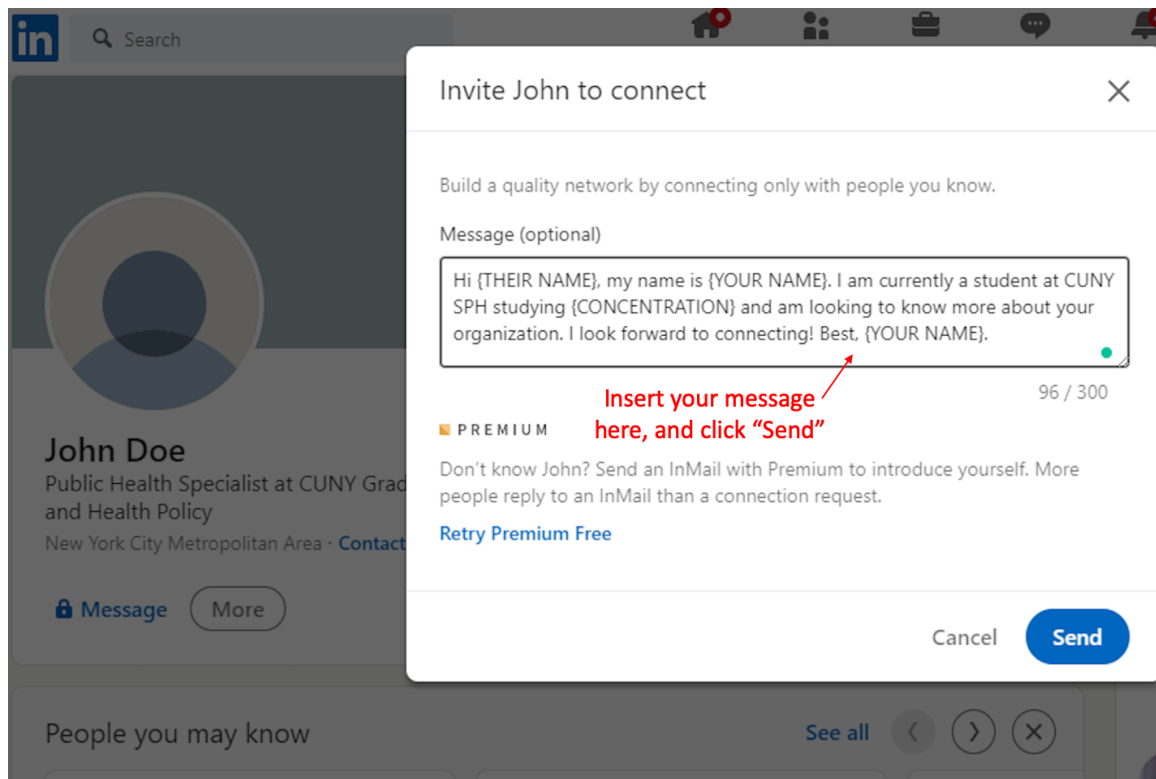 in
Search
Invite John to connect
Build a quality network by connecting only with people you know.
Message (optional)
Hi {THEIR NAME}, my name is {YOUR NAME}. I am currently a student at CUNY
SPH studying {CONCENTRATION} and am looking to know more about your
organization. I look forward to connecting! Best, {YOUR NAME}.
96 / 300
Insert your message
here, and click “Send”
PREMIUM
Don't know John? Send an InMail with Premium to introduce yourself. More
people reply to an InMail than a connection request.
Retry Premium Free
Cancel
Send
John Doe
Public Health Specialist at CUNY Grad
and Health Policy
New York City Metropolitan Area · Contact
Message
More
People you may know
See all